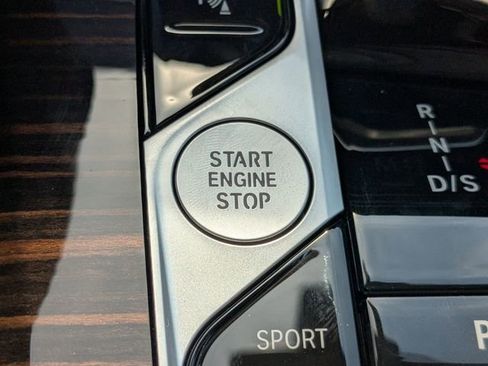 START
ENGINE
STOP
R
I
N
I
D/S
SPORT
P